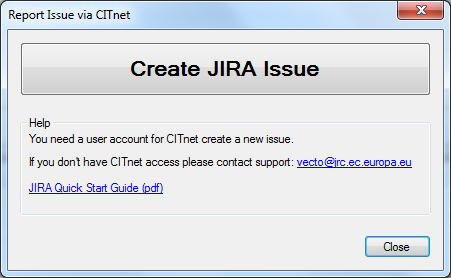 Report Issue via CITnet
Create JIRA Issue
Help
You need a user account for CITnet create a new issue.
If you don't have CITnet access please contact support: vecto@jrc.ec.europa.eu
JIRA Quick Start Guide (pdf)
Close